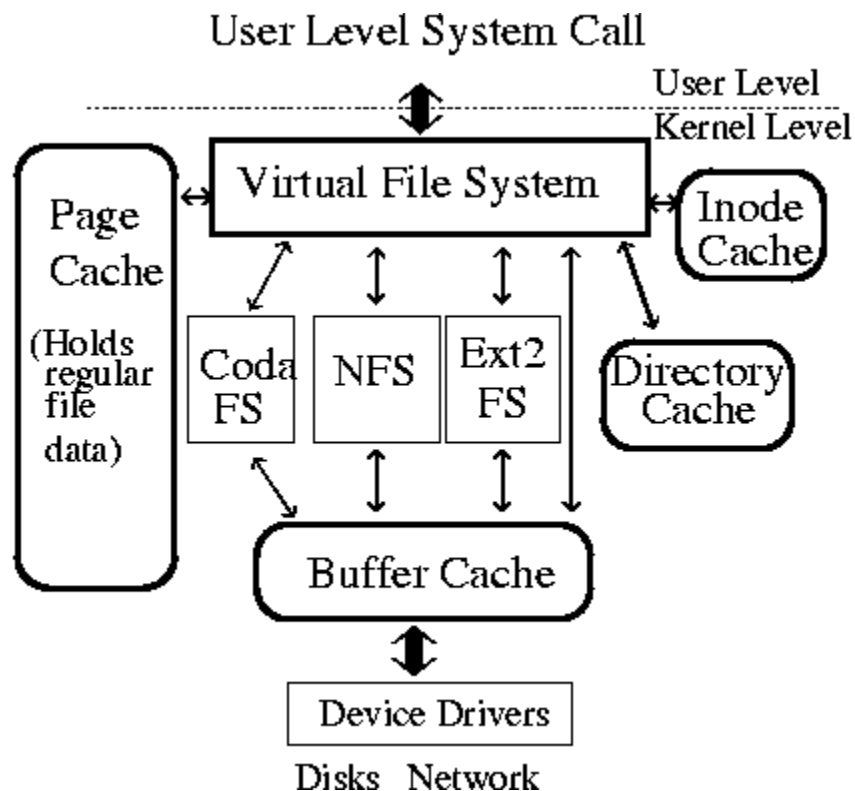 User Level System Call
User Level
Kernel Level
Virtual File System
Page
Cache
(Holds
regular
file
data)
Inode
Cache
Coda
FS
NFS
Ext2
FS
Directory
Cache
Buffer Cache
Device Drivers
Disks Network